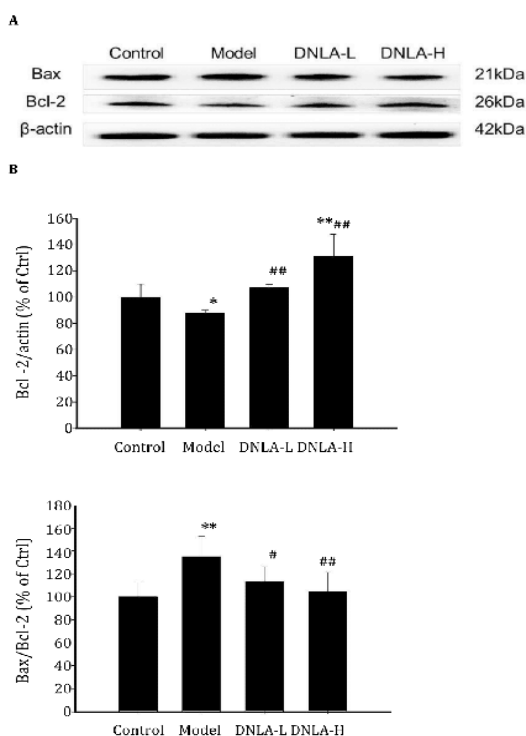 A
Control Model DNLA-L DNLA-H
Bax 21kDa
Bcl-2 26kDa
β-actin 42kDa
B
Bcl -2/actin (% of Ctrl)
160
140
120
100
80
60
40
20
0
*
##
**##
Control Model DNLA-L DNLA-H
Bax/Bcl-2 (% of Ctrl)
180
160
140
120
100
80
60
40
20
0
**
#
##
Control Model DNLA-L DNLA-H